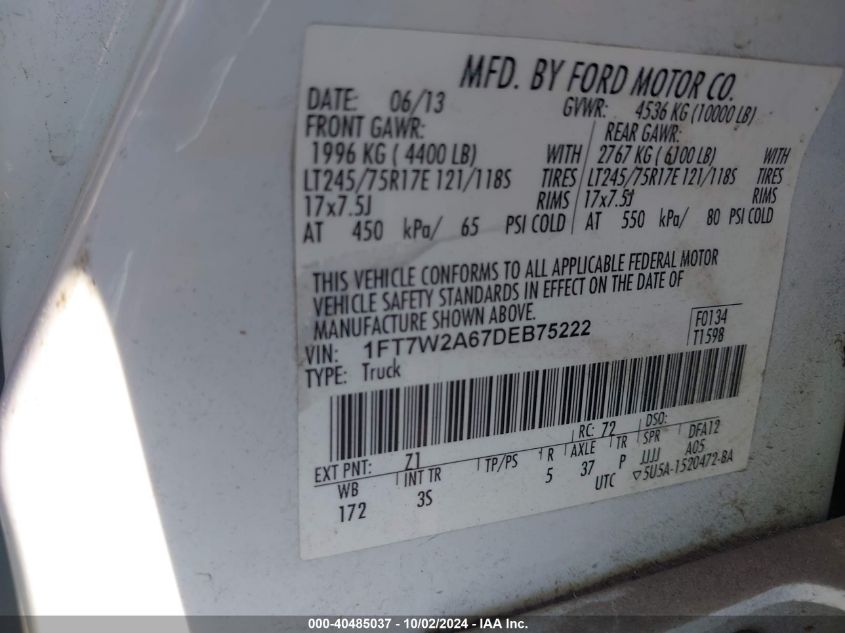 MFD. BY FORD MOTOR CO.
DATE: 06/13 GVWR: 4536 KG (10000 LB)
FRONT GAWR: REAR GAWR:
1996 KG ( 4400 LB) WITH 2767 KG ( 6100 LB) WITH
LT245/75R17E 121/118S TIRES LT245/75R17E 121/118S TIRES
17x7.5J RIMS 17x7.5J RIMS
AT 450 kPa/ 65 PSI COLD AT 550 kPa/ 80 PSI COLD
THIS VEHICLE CONFORMS TO ALL APPLICABLE FEDERAL MOTOR
VEHICLE SAFETY STANDARDS IN EFFECT ON THE DATE OF
MANUFACTURE SHOWN ABOVE.
VIN: 1FT7W2A67DEB75222 F0134
TYPE: Truck T1598
EXT PNT: Z1 RC: 72 DSO:
WB INT TR TP/PS R AXLE TR SPR DFA12
172 3S 5 37 P JJJJ A05
UTC ▽5U5A-1520472-BA
000-40485037 - 10/02/2024 - IAA Inc.